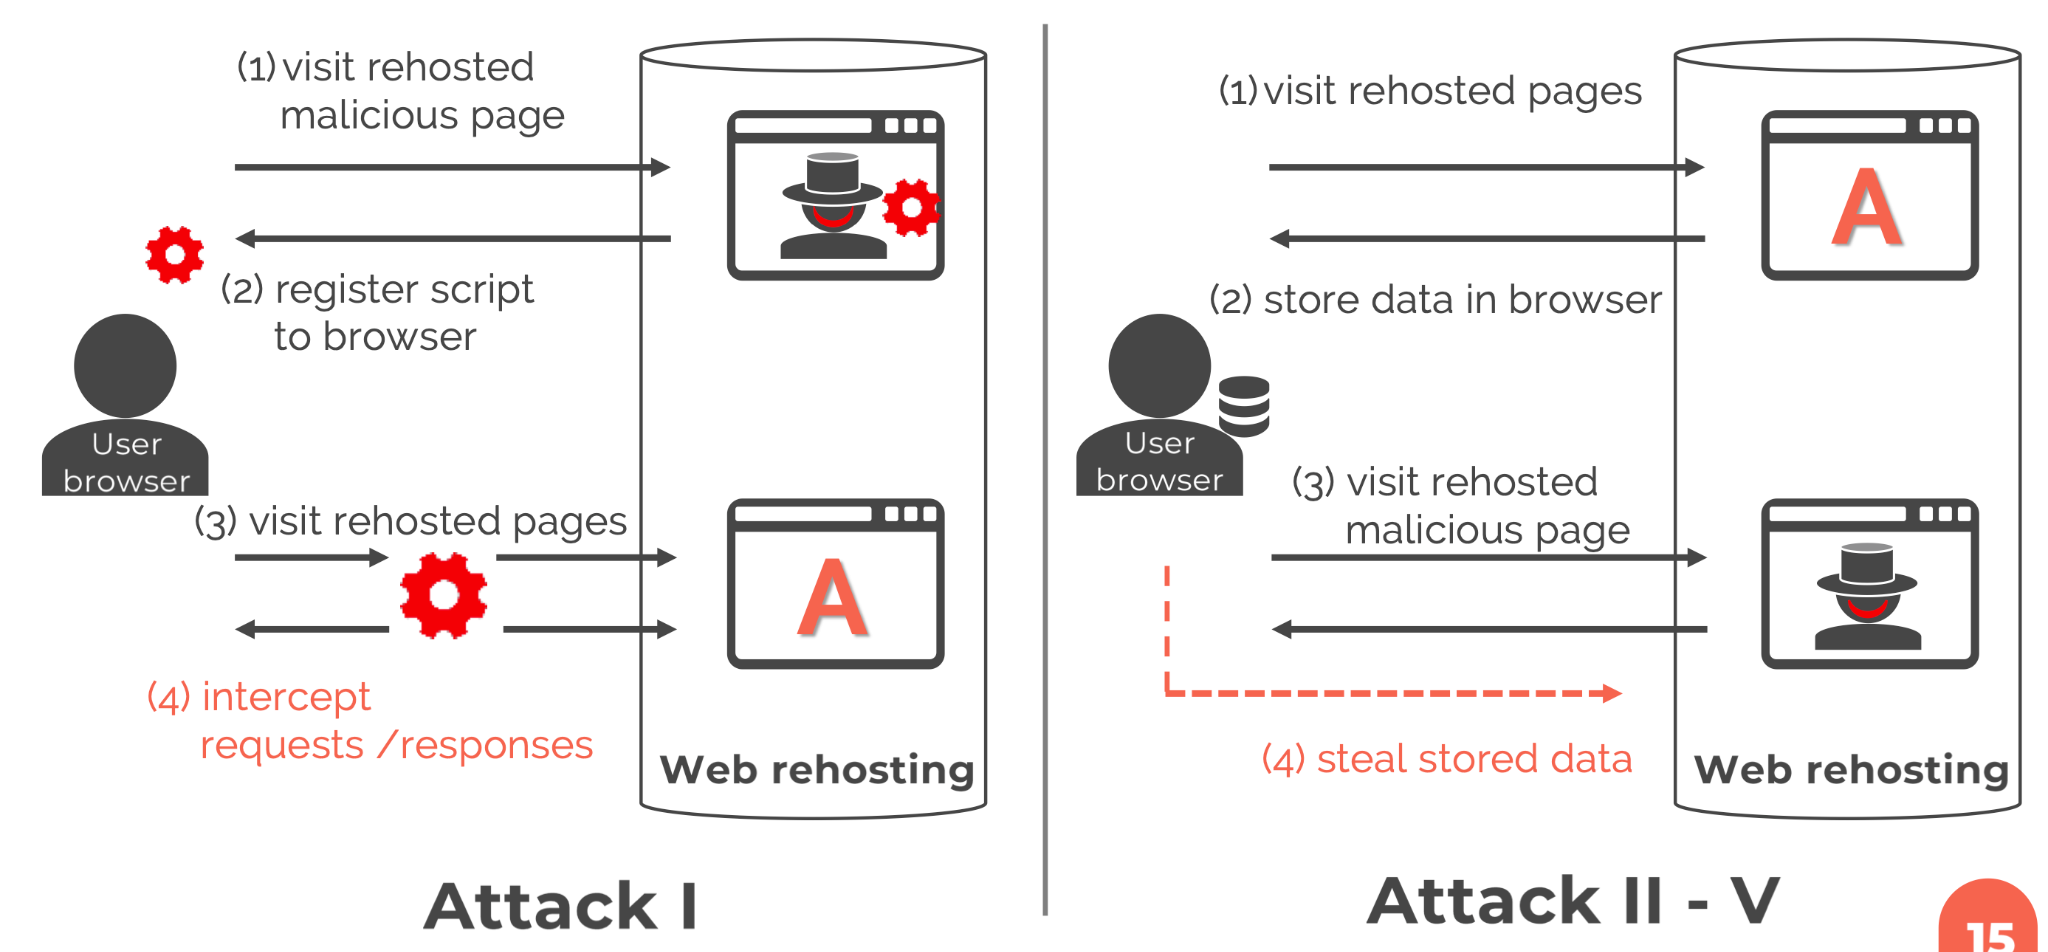 (1) visit rehosted
malicious page
(2) register script
to browser
User
browser
(3) visit rehosted pages
A
(4) intercept
requests /responses
Web rehosting
Attack I
(1) visit rehosted pages
A
(2) store data in browser
User
browser
(3) visit rehosted
malicious page
(4) steal stored data
Web rehosting
Attack II - V
15